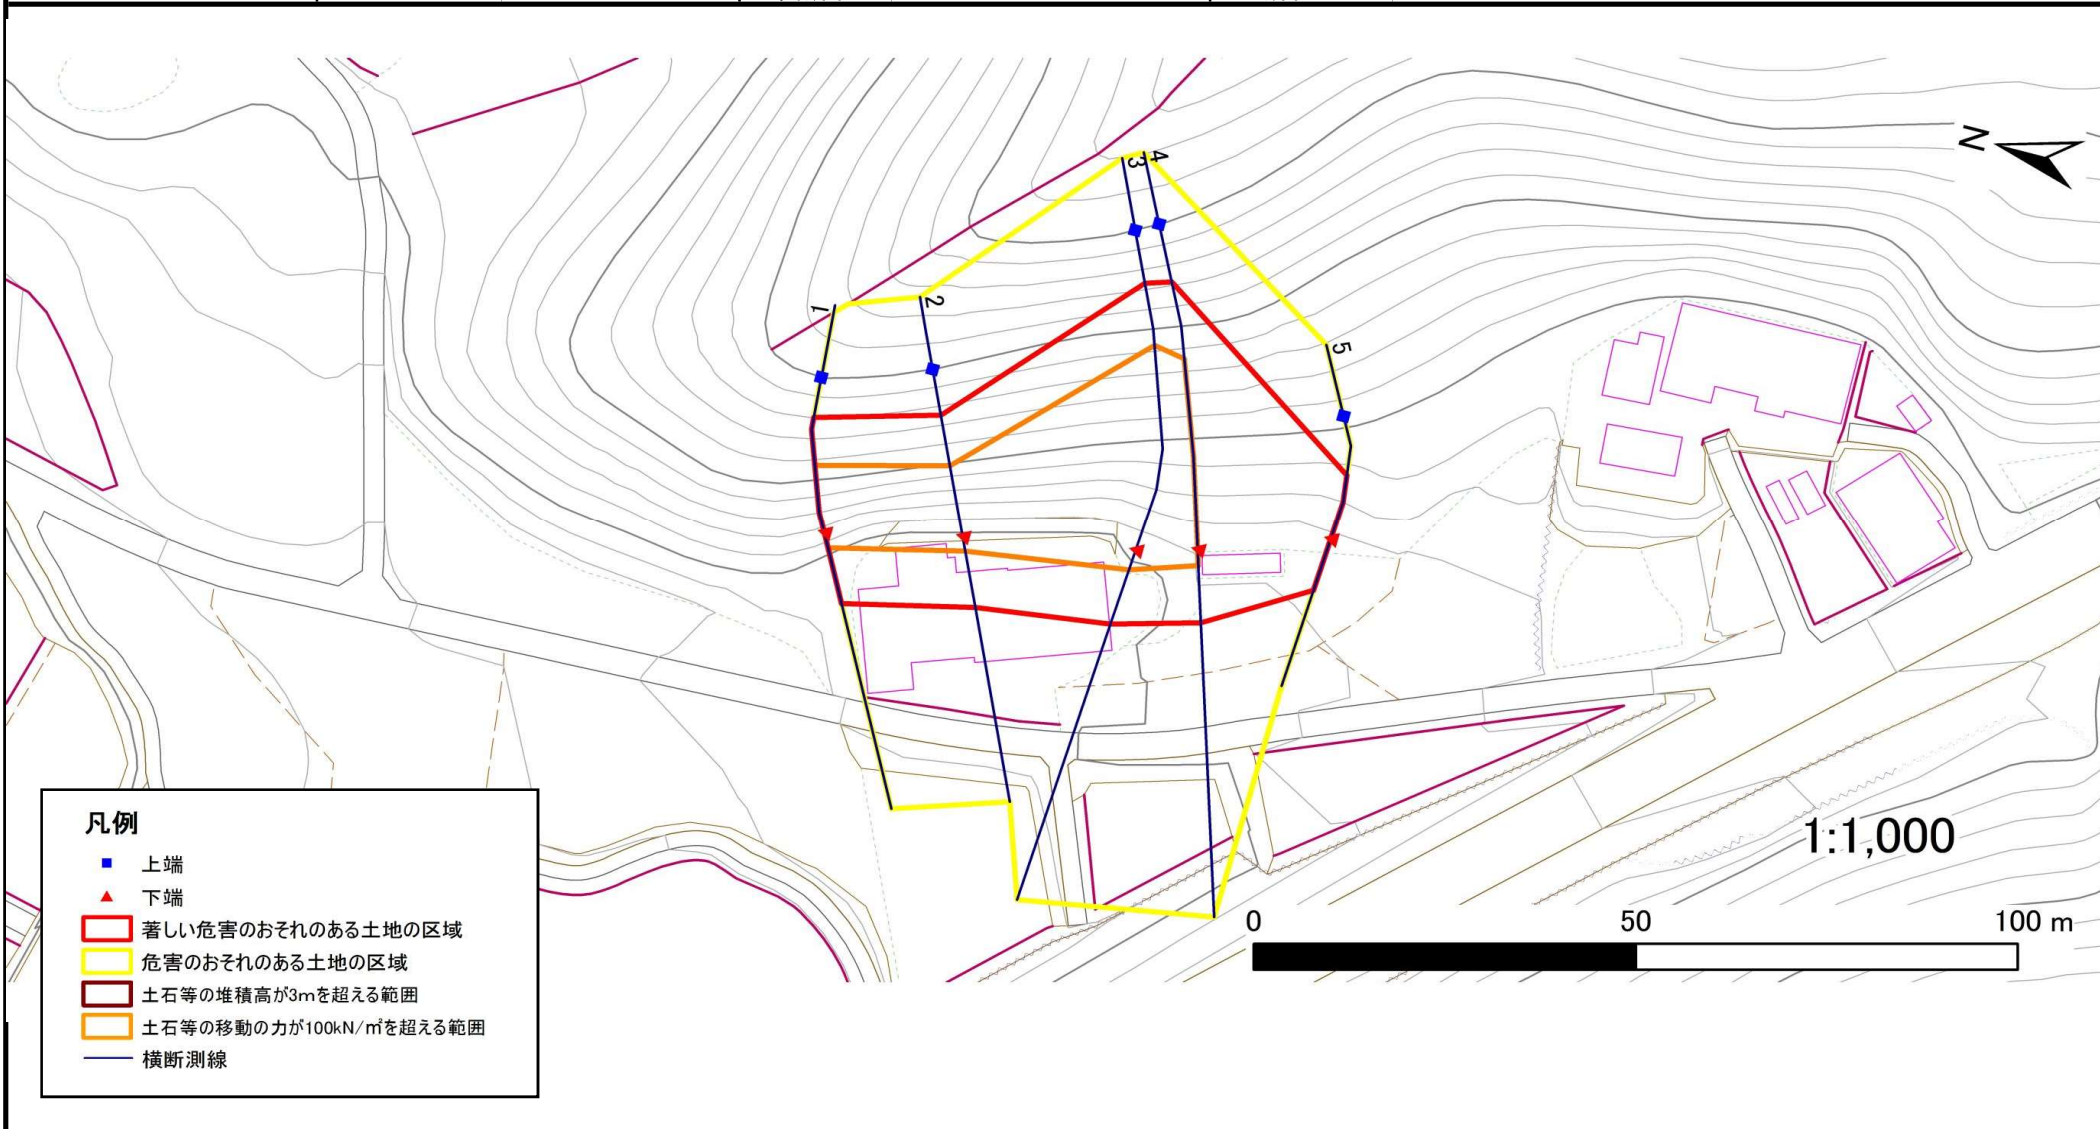 N
3 4
1 2
5
1:1,000
0 50 100 m
凡例
上端
下端
著しい危害のおそれのある土地の区域
危害のおそれのある土地の区域
土石等の堆積高が3mを超える範囲
土石等の移動の力が100kN/㎡を超える範囲
横断測線